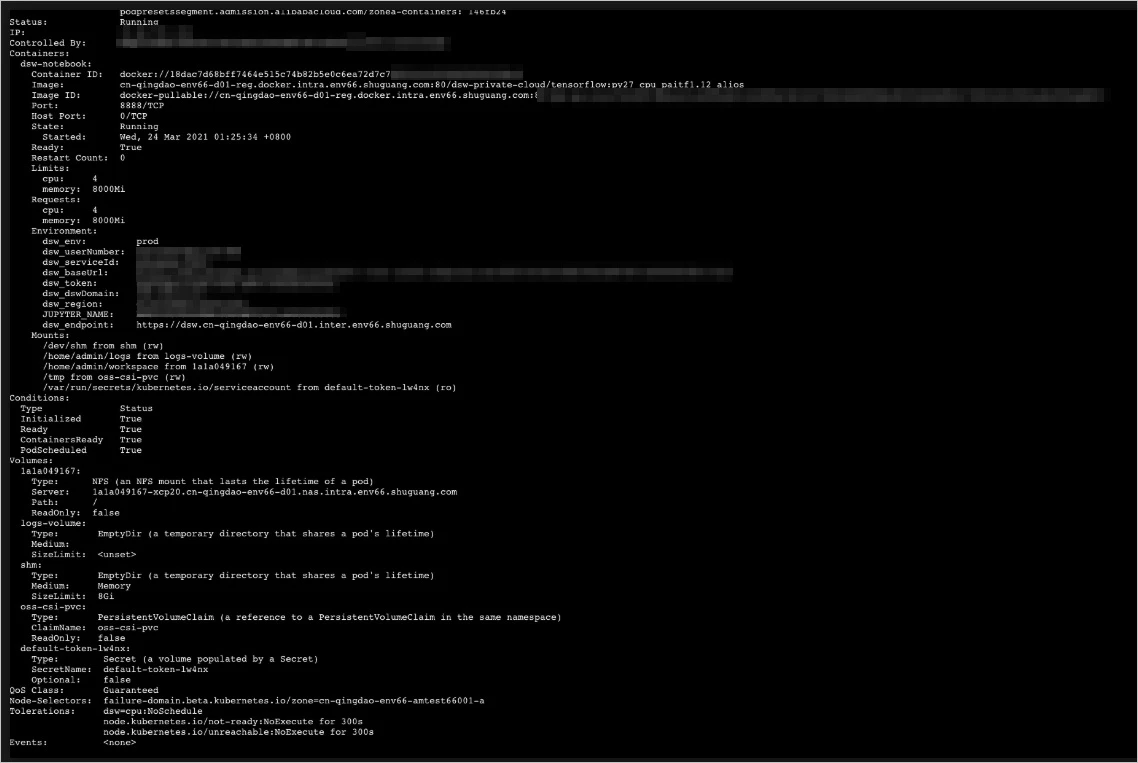 podpresetssegment.admission.alibabacloud.com/zonea-containers: 146fb24
Status: Running
IP:
Controlled By:
Containers:
dsw-notebook:
Container ID: docker://18dac7d68bff7464e515c74b82b5e0c6ea72d7c7
Image: cn-qingdao-env66-d01-reg.docker.intra.env66.shuguang.com:80/dsw-private-cloud/tensorflow:py27_cpu_paitf1.12_alios
Image ID: docker-pullable://cn-qingdao-env66-d01-reg.docker.intra.env66.shuguang.com:8
Port: 8888/TCP
Host Port: 0/TCP
State: Running
Started: Wed, 24 Mar 2021 01:25:34 +0800
Ready: True
Restart Count: 0
Limits:
cpu: 4
memory: 8000Mi
Requests:
cpu: 4
memory: 8000Mi
Environment:
dsw_env: prod
dsw_userNumber:
dsw_serviceId:
dsw_baseUrl:
dsw_token:
dsw_dswDomain:
dsw_region:
JUPYTER_NAME:
dsw_endpoint: https://dsw.cn-qingdao-env66-d01.inter.env66.shuguang.com
Mounts:
/dev/shm from shm (rw)
/home/admin/logs from logs-volume (rw)
/home/admin/workspace from 1a1a049167 (rw)
/tmp from oss-csi-pvc (rw)
/var/run/secrets/kubernetes.io/serviceaccount from default-token-lw4nx (ro)
Conditions:
Type Status
Initialized True
Ready True
ContainersReady True
PodScheduled True
Volumes:
1a1a049167:
Type: NFS (an NFS mount that lasts the lifetime of a pod)
Server: 1a1a049167-xcp20.cn-qingdao-env66-d01.nas.intra.env66.shuguang.com
Path: /
ReadOnly: false
logs-volume:
Type: EmptyDir (a temporary directory that shares a pod's lifetime)
Medium:
SizeLimit: <unset>
shm:
Type: EmptyDir (a temporary directory that shares a pod's lifetime)
Medium: Memory
SizeLimit: 8Gi
oss-csi-pvc:
Type: PersistentVolumeClaim (a reference to a PersistentVolumeClaim in the same namespace)
ClaimName: oss-csi-pvc
ReadOnly: false
default-token-lw4nx:
Type: Secret (a volume populated by a Secret)
SecretName: default-token-lw4nx
Optional: false
QoS Class: Guaranteed
Node-Selectors: failure-domain.beta.kubernetes.io/zone=cn-qingdao-env66-amtest66001-a
Tolerations: dsw=cpu:NoSchedule
node.kubernetes.io/not-ready:NoExecute for 300s
node.kubernetes.io/unreachable:NoExecute for 300s
Events: <none>